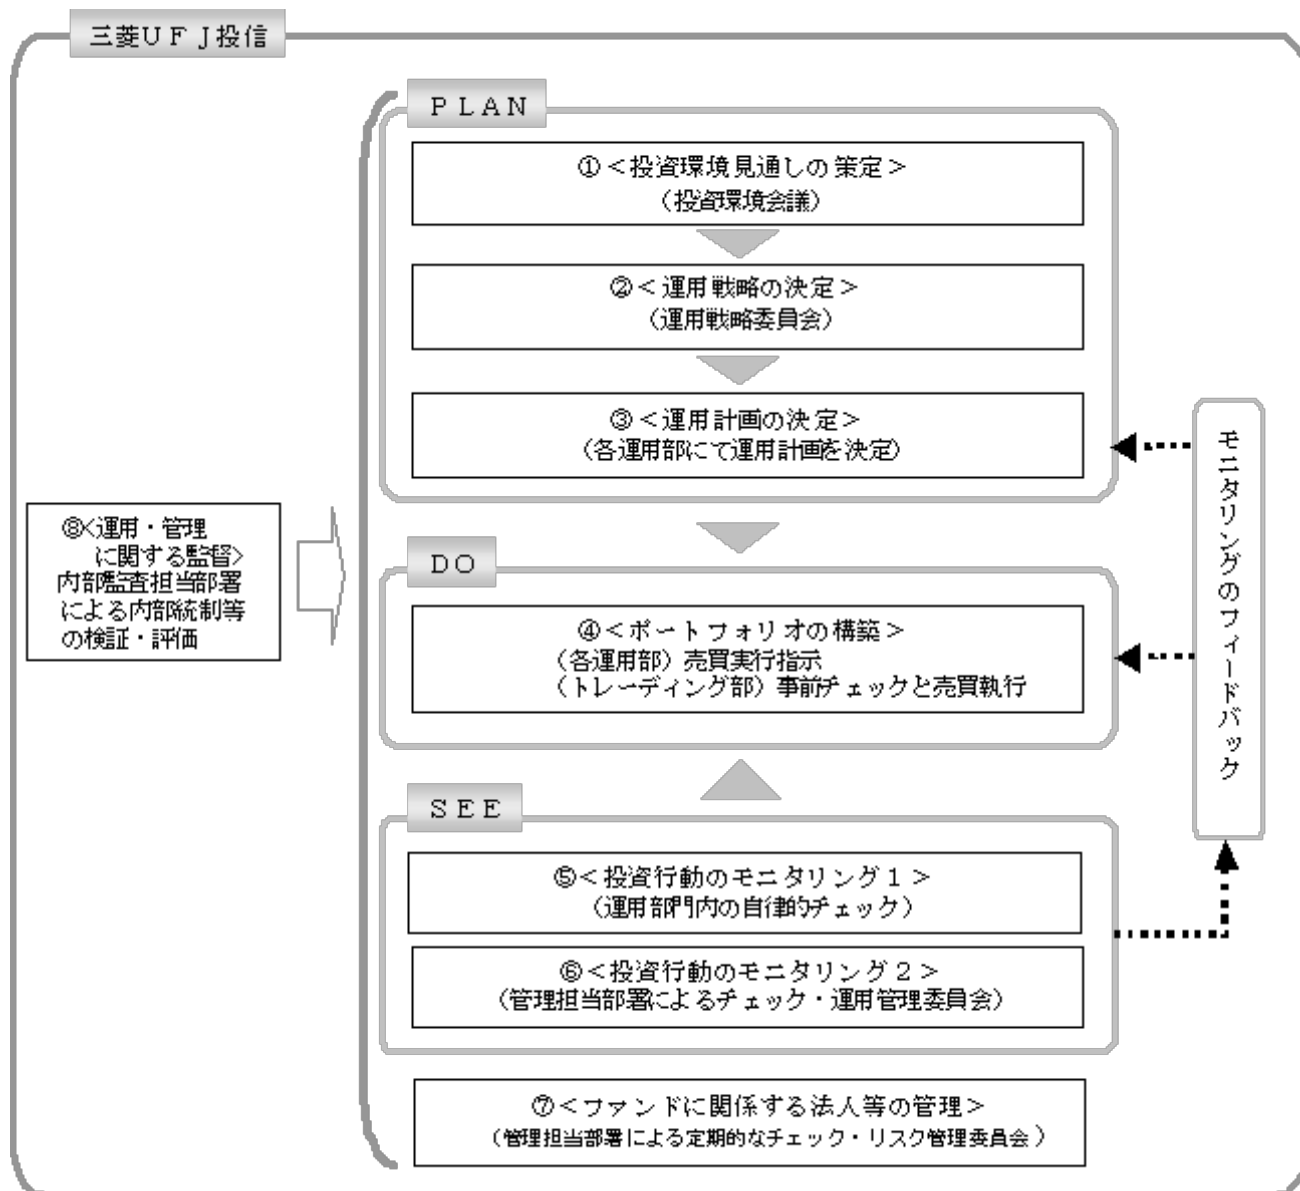 三菱UFJ投信
PLAN
①<投資環境見通しの策定>
(投資環境会議)
②<運用戦略の決定>
(運用戦略委員会)
③<運用計画の決定>
(各運用部にて運用計画を決定)
⑧<運用・管理
に関する監督>
内部監査担当部署
による内部統制等
の検証・評価
DO
④<ポートフォリオの構築>
(各運用部)売買実行指示
(トレーディング部)事前チェックと売買執行
モニタリングのフィードバック
SEE
⑤<投資行動のモニタリング1>
(運用部門内の自律的チェック)
⑥<投資行動のモニタリング2>
(管理担当部署によるチェック・運用管理委員会)
⑦<ファンドに関係する法人等の管理>
(管理担当部署による定期的なチェック・リスク管理委員会)